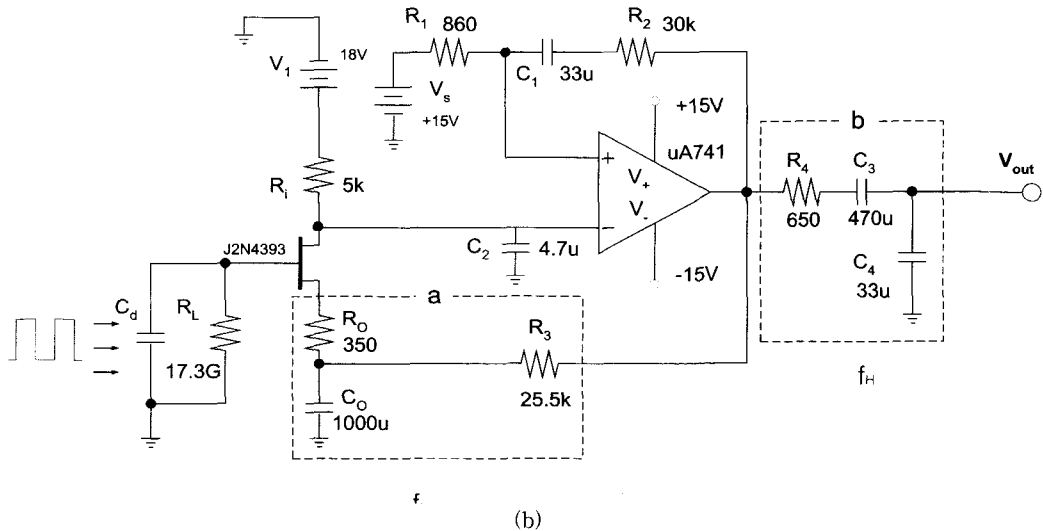 R1 860
R2 30k
V1 18V
C1 33u
Vs +15V
+15V
b
uA741
R4 650
C3 470u
Vout
V+
V-
Ri 5k
J2N4393
C2 4.7u
-15V
C4 33u
a
Cd
RL 17.3G
RO 350
R3 25.5k
CO 1000u
fH
(b)